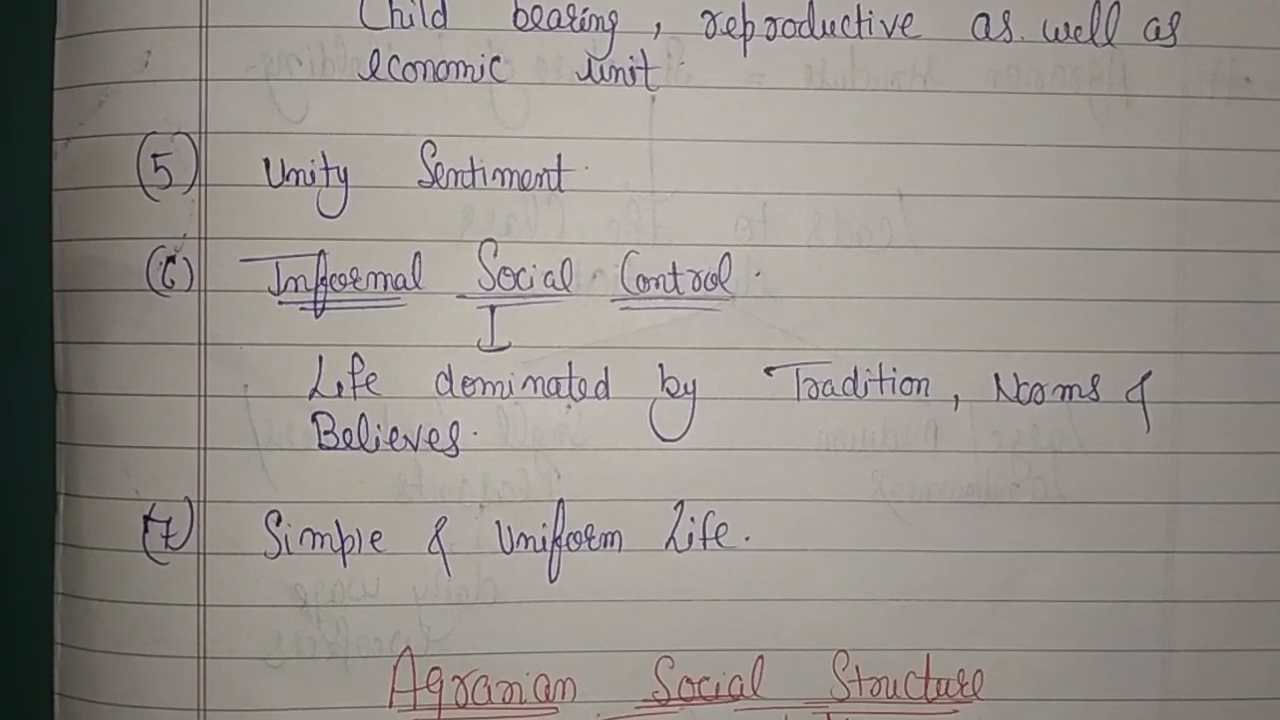 Child bearing, reproductive as well as
economic unit.
(5) Unity Sentiment.
(6) Informal Social Control.
Life dominated by Tradition, Norms &
Believes.
(7) Simple & Uniform Life.
Agrarian Social Structure